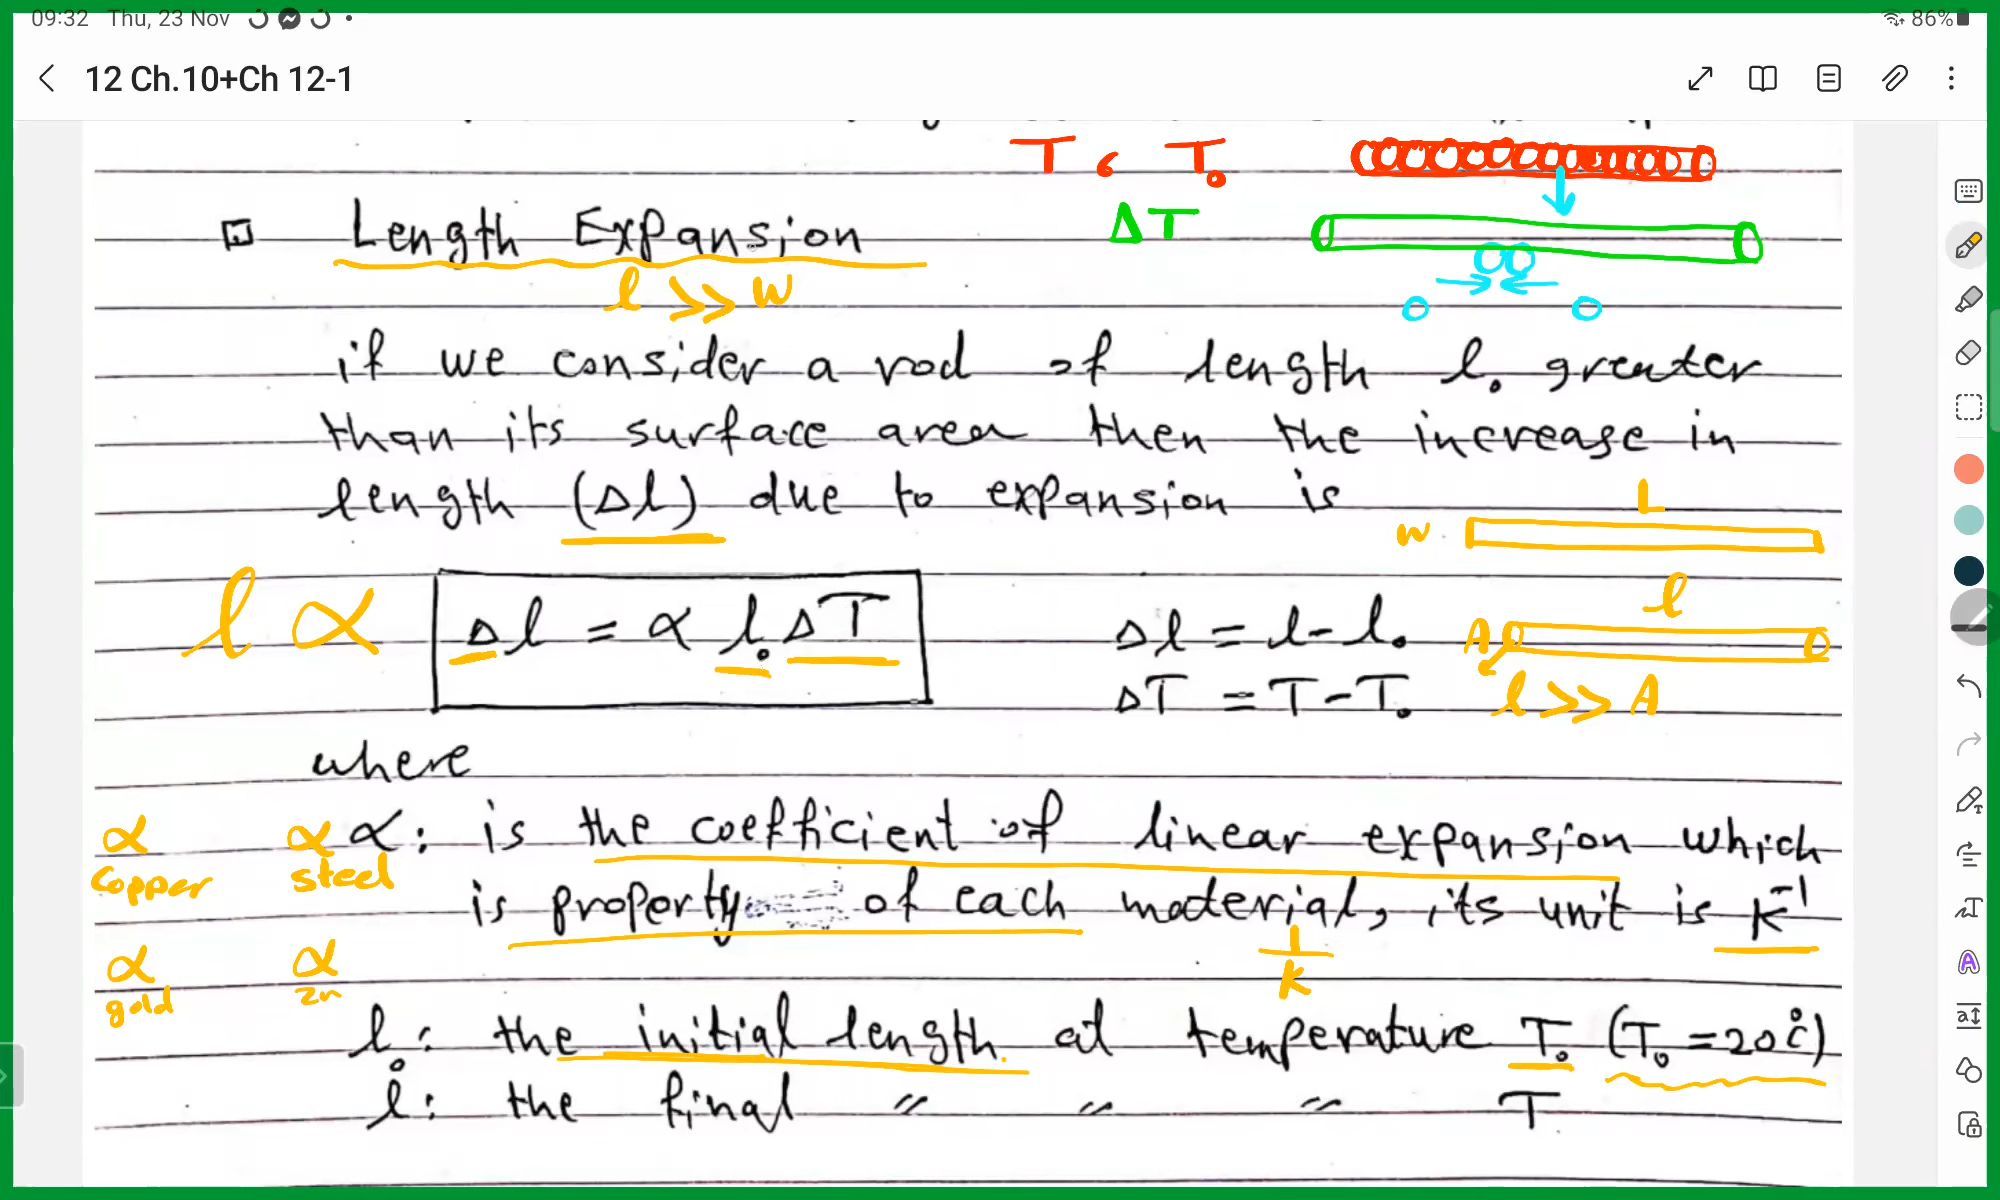 09:32 Thu, 23 Nov
86%
12 Ch.10+Ch 12-1
T , T₀
ΔT
Length Expansion
l >> w
if we consider a rod of length l₀ greater
than its surface area then the increase in
length (Δl) due to expansion is
L
w
l α
Δl = α l₀ ΔT
Δl = l - l₀
ΔT = T - T₀
l
A
l >> A
where
α: is the coefficient of linear expansion which
is property of each material, its unit is K⁻¹
α copper
α steel
α gold
α zn
1/K
l₀: the initial length at temperature T₀ (T₀ = 20 c°)
l: the final " " " T